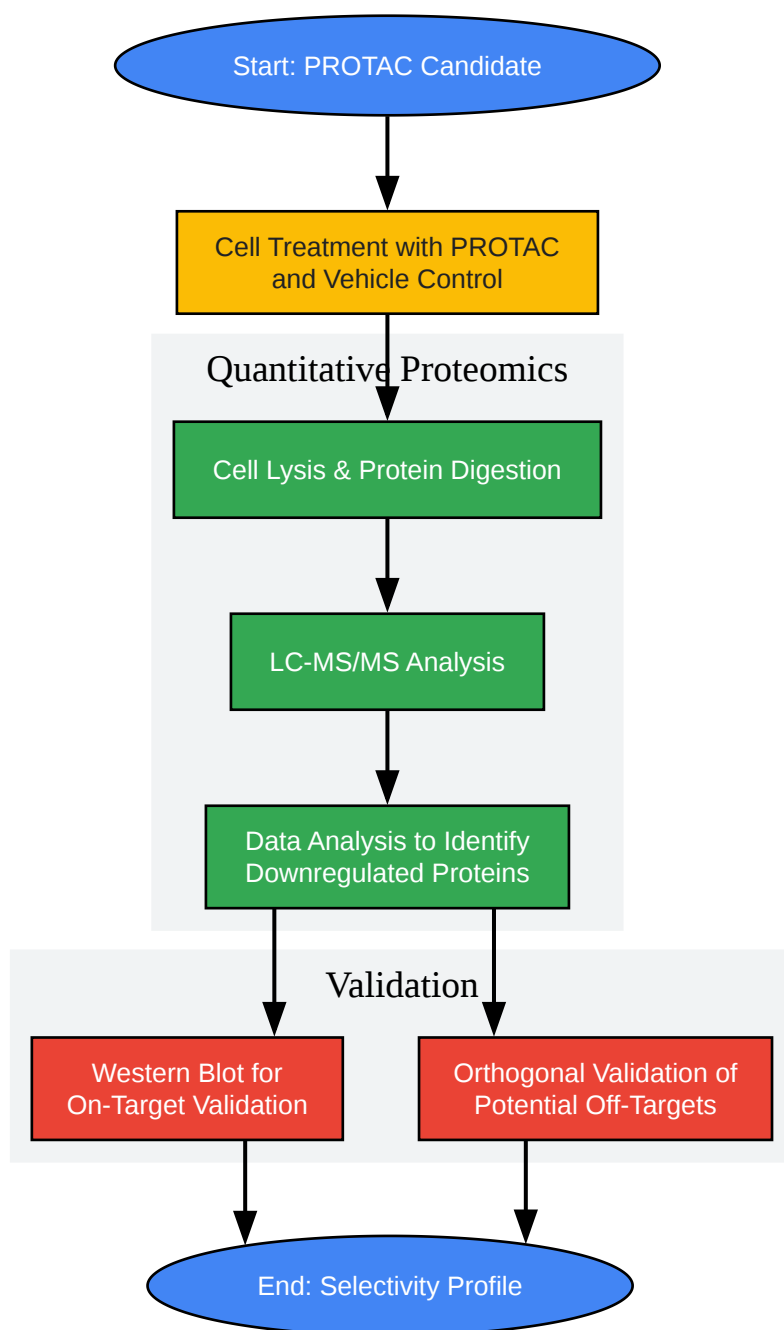 Start: PROTAC Candidate
Cell Treatment with PROTAC
and Vehicle Control
Quantitative Proteomics
Cell Lysis & Protein Digestion
LC-MS/MS Analysis
Data Analysis to Identify
Downregulated Proteins
Validation
Western Blot for
On-Target Validation
Orthogonal Validation of
Potential Off-Targets
End: Selectivity Profile